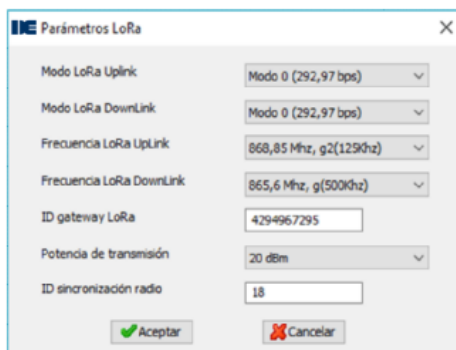 Parámetros LoRa
Modo LoRa Uplink Modo 0 (292,97 bps)
Modo LoRa DownLink Modo 0 (292,97 bps)
Frecuencia LoRa UpLink 868,85 Mhz, g2(125Khz)
Frecuencia LoRa DownLink 865,6 Mhz, g(500Khz)
ID gateway LoRa 4294967295
Potencia de transmisión 20 dBm
ID sincronización radio 18
Aceptar Cancelar